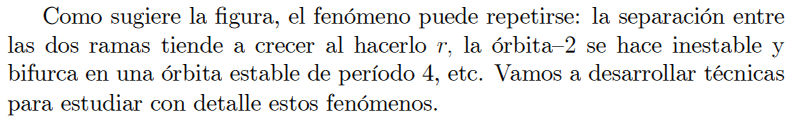 Como sugiere la figura, el fenómeno puede repetirse: la separación entre
las dos ramas tiende a crecer al hacerlo r, la órbita–2 se hace inestable y
bifurca en una órbita estable de período 4, etc. Vamos a desarrollar técnicas
para estudiar con detalle estos fenómenos.